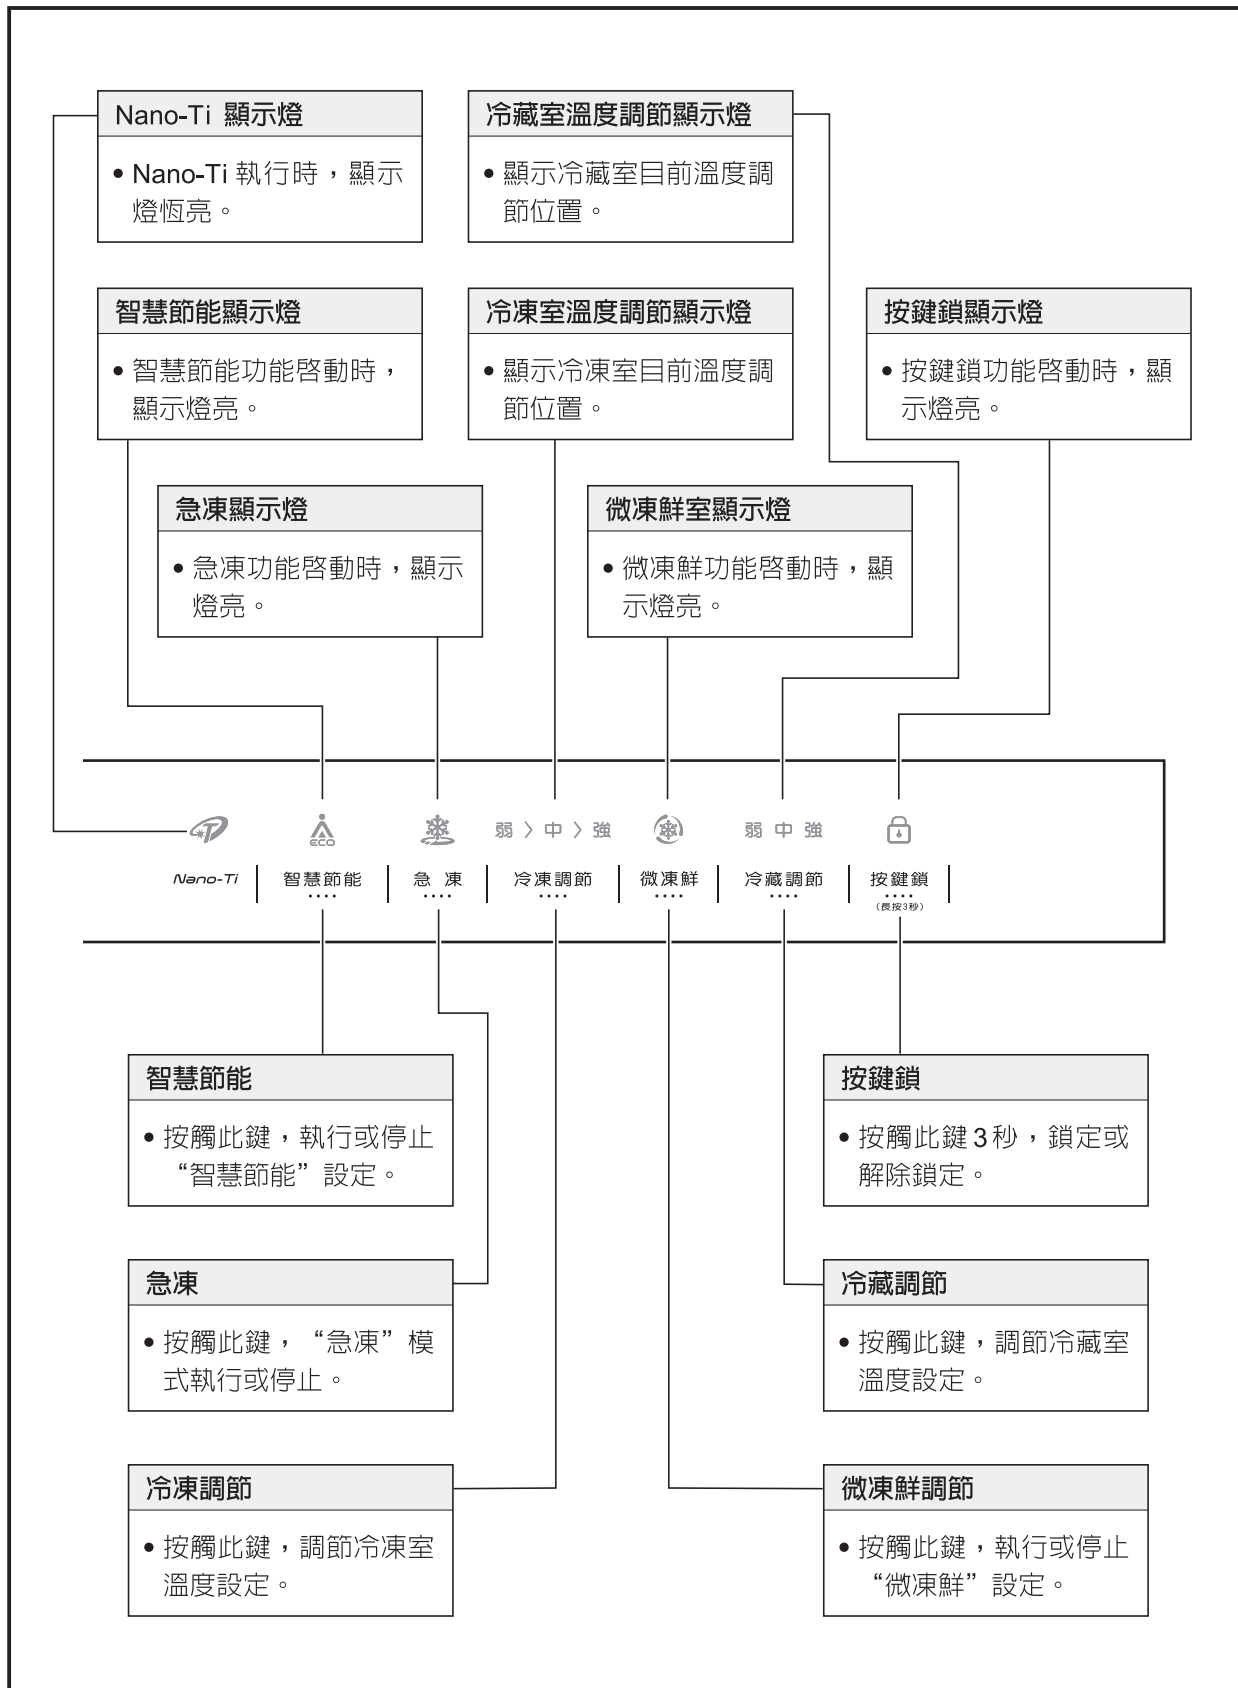 Nano-Ti 顯示燈
• Nano-Ti 執行時，顯示
燈恆亮。
冷藏室溫度調節顯示燈
• 顯示冷藏室目前溫度調
節位置。
智慧節能顯示燈
• 智慧節能功能啓動時，
顯示燈亮。
冷凍室溫度調節顯示燈
• 顯示冷凍室目前溫度調
節位置。
按鍵鎖顯示燈
• 按鍵鎖功能啓動時，顯
示燈亮。
急凍顯示燈
• 急凍功能啓動時，顯示
燈亮。
微凍鮮室顯示燈
• 微凍鮮功能啓動時，顯
示燈亮。
T
ECO
弱 〉中 〉強
弱 中 強
Nano-Ti
智慧節能
急 凍
冷凍調節
微凍鮮
冷藏調節
按鍵鎖
（長按3秒）
智慧節能
• 按觸此鍵，執行或停止
“智慧節能”設定。
按鍵鎖
• 按觸此鍵3秒，鎖定或
解除鎖定。
急凍
• 按觸此鍵，“急凍”模
式執行或停止。
冷藏調節
• 按觸此鍵，調節冷藏室
溫度設定。
冷凍調節
• 按觸此鍵，調節冷凍室
溫度設定。
微凍鮮調節
• 按觸此鍵，執行或停止
“微凍鮮”設定。